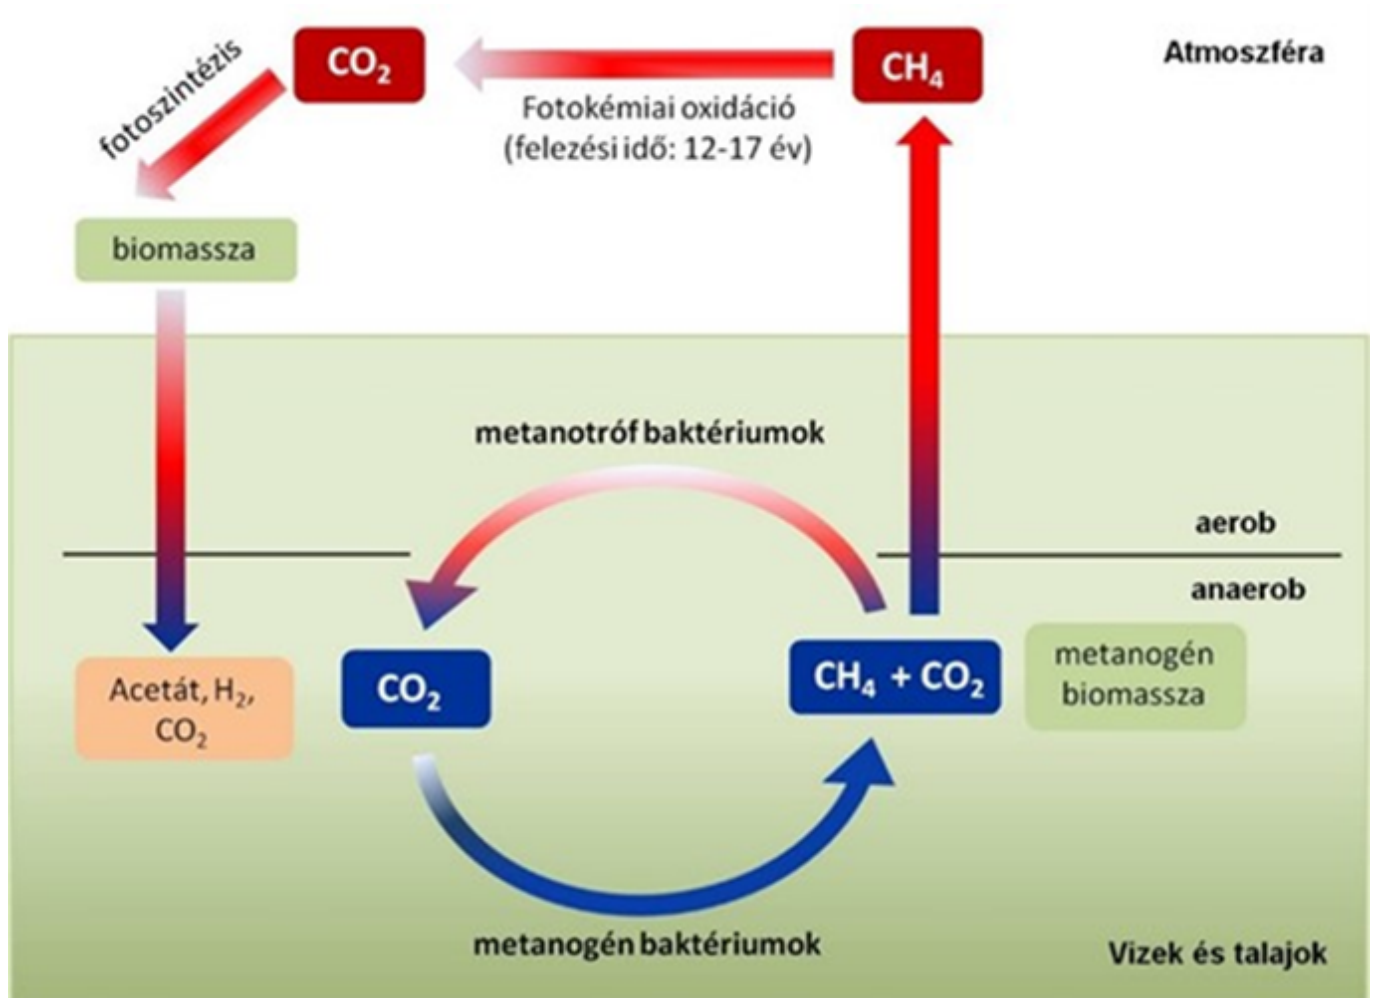 CO₂
CH₄
Atmoszféra
fotoszintézis
Fotokémiai oxidáció
(felezési idő: 12-17 év)
biomassza
metanotróf baktériumok
aerob
anaerob
Acetát, H₂,
CO₂
CO₂
CH₄ + CO₂
metanogén
biomassza
metanogén baktériumok
Vizek és talajok